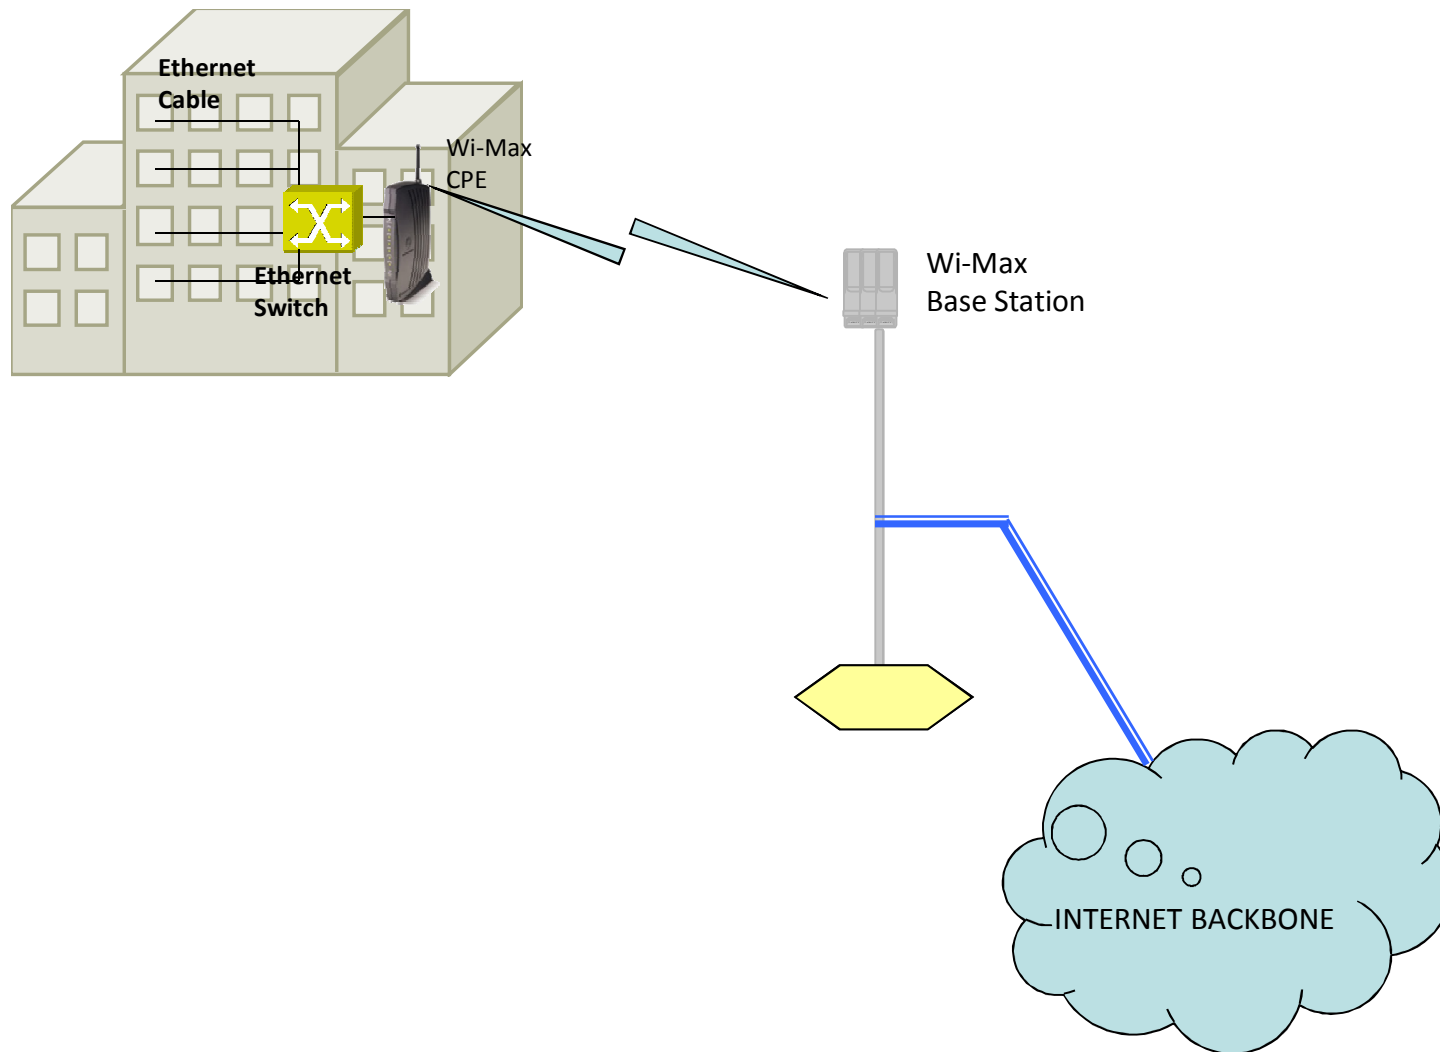 Ethernet
Cable
Wi-Max
CPE
Ethernet
Switch
Wi-Max
Base Station
INTERNET BACKBONE